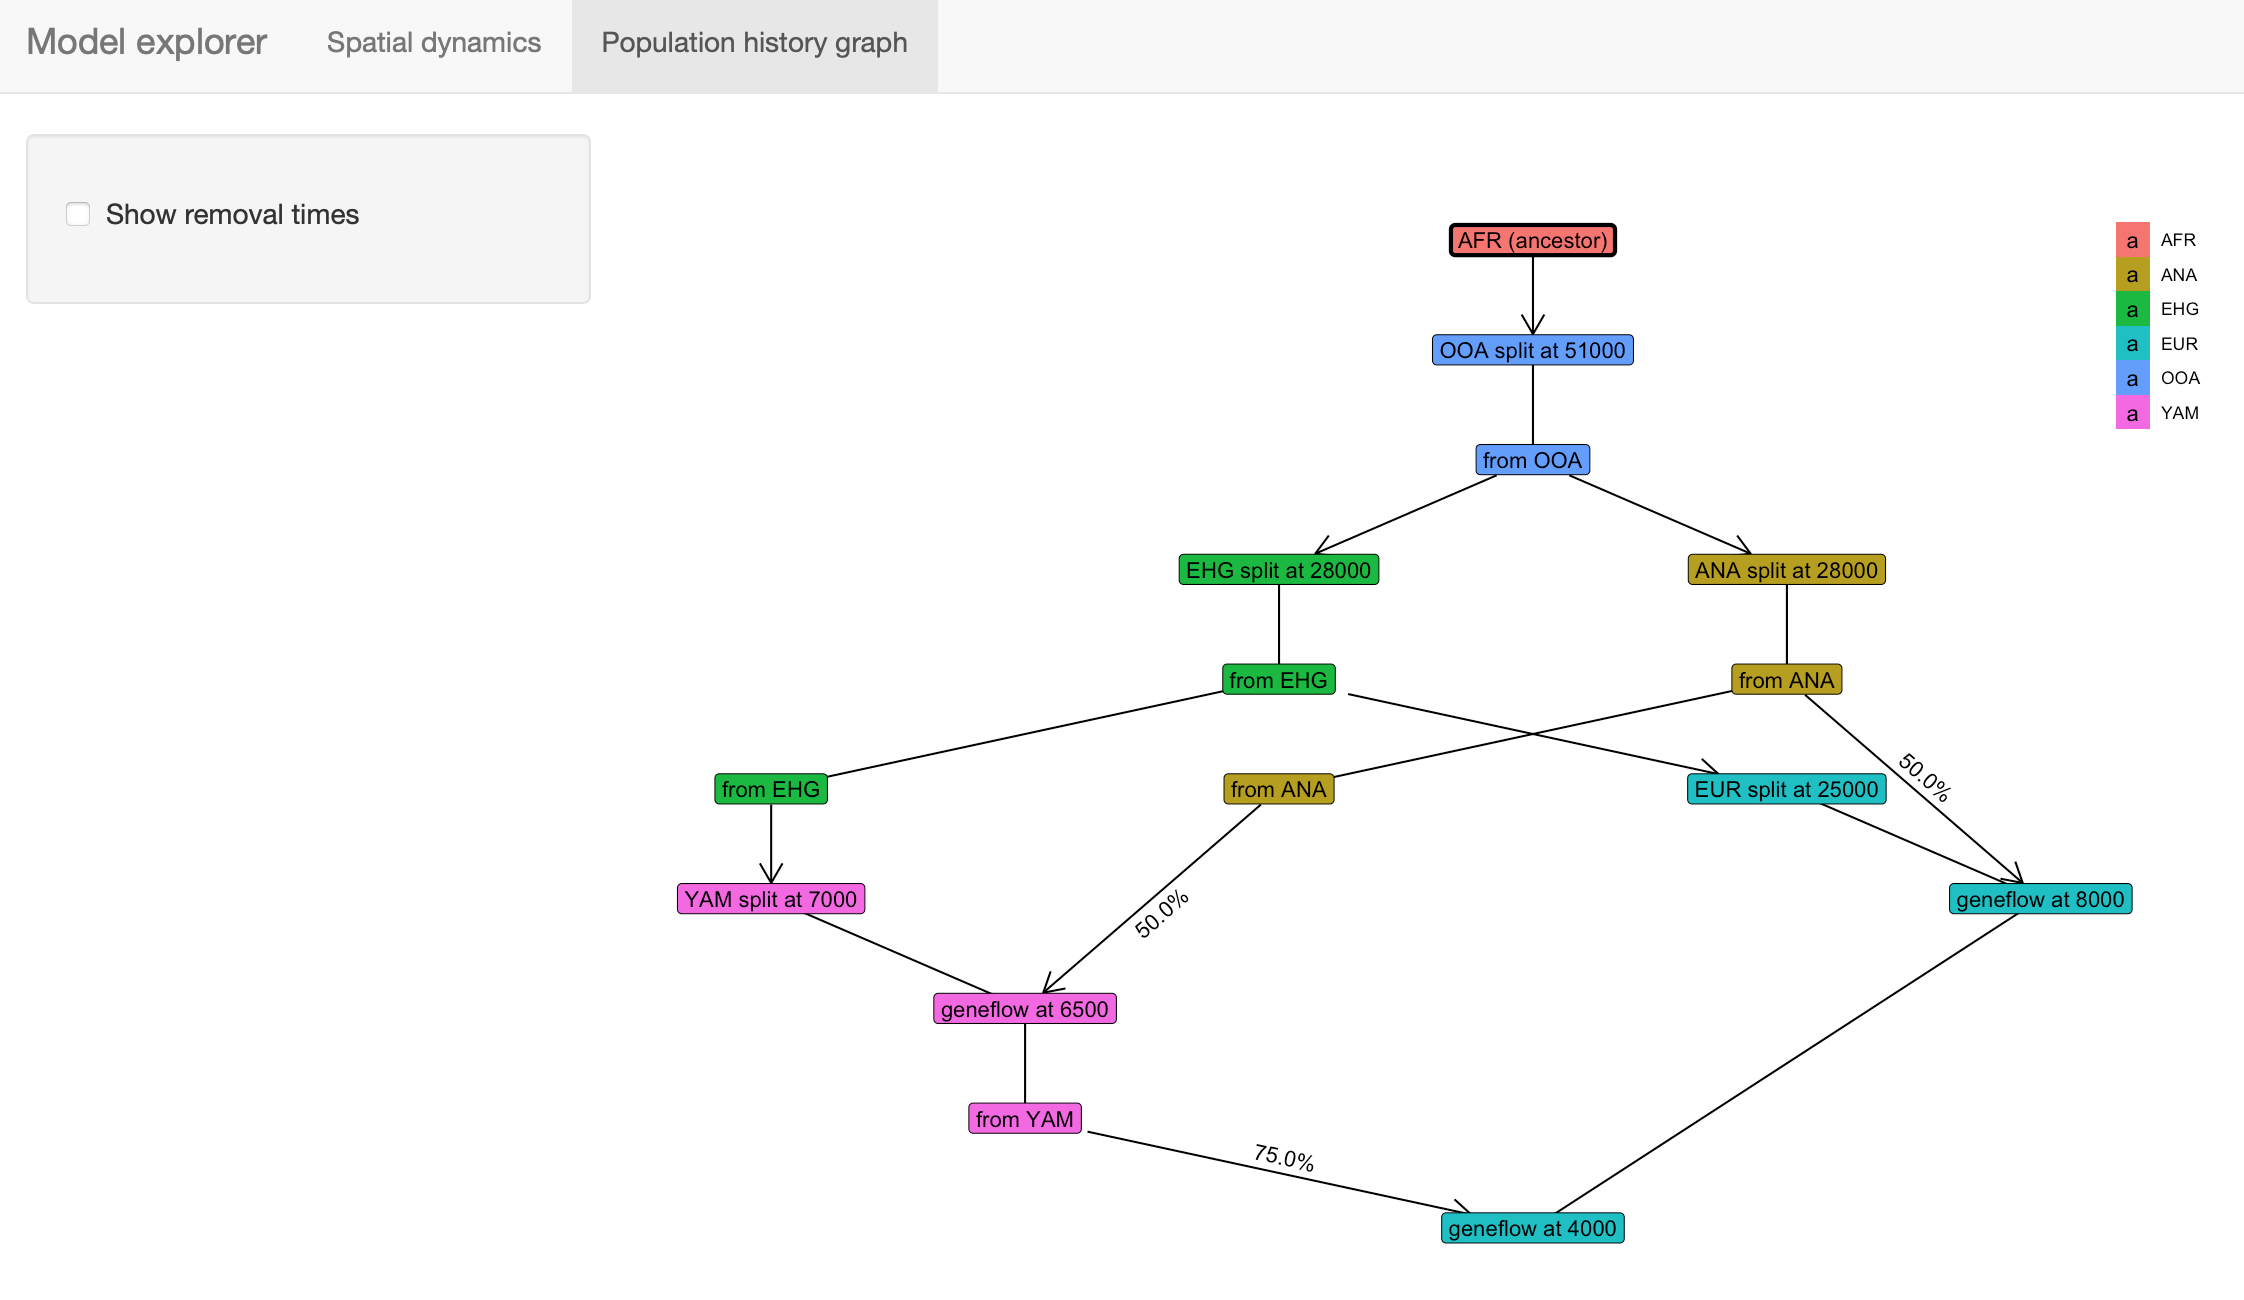 Model explorer
Spatial dynamics
Population history graph
Show removal times
AFR (ancestor)
OOA split at 51000
from OOA
EHG split at 28000
ANA split at 28000
from EHG
from ANA
50.0%
from EHG
from ANA
EUR split at 25000
YAM split at 7000
50.0%
geneflow at 8000
geneflow at 6500
from YAM
75.0%
geneflow at 4000
a AFR
a ANA
a EHG
a EUR
a OOA
a YAM